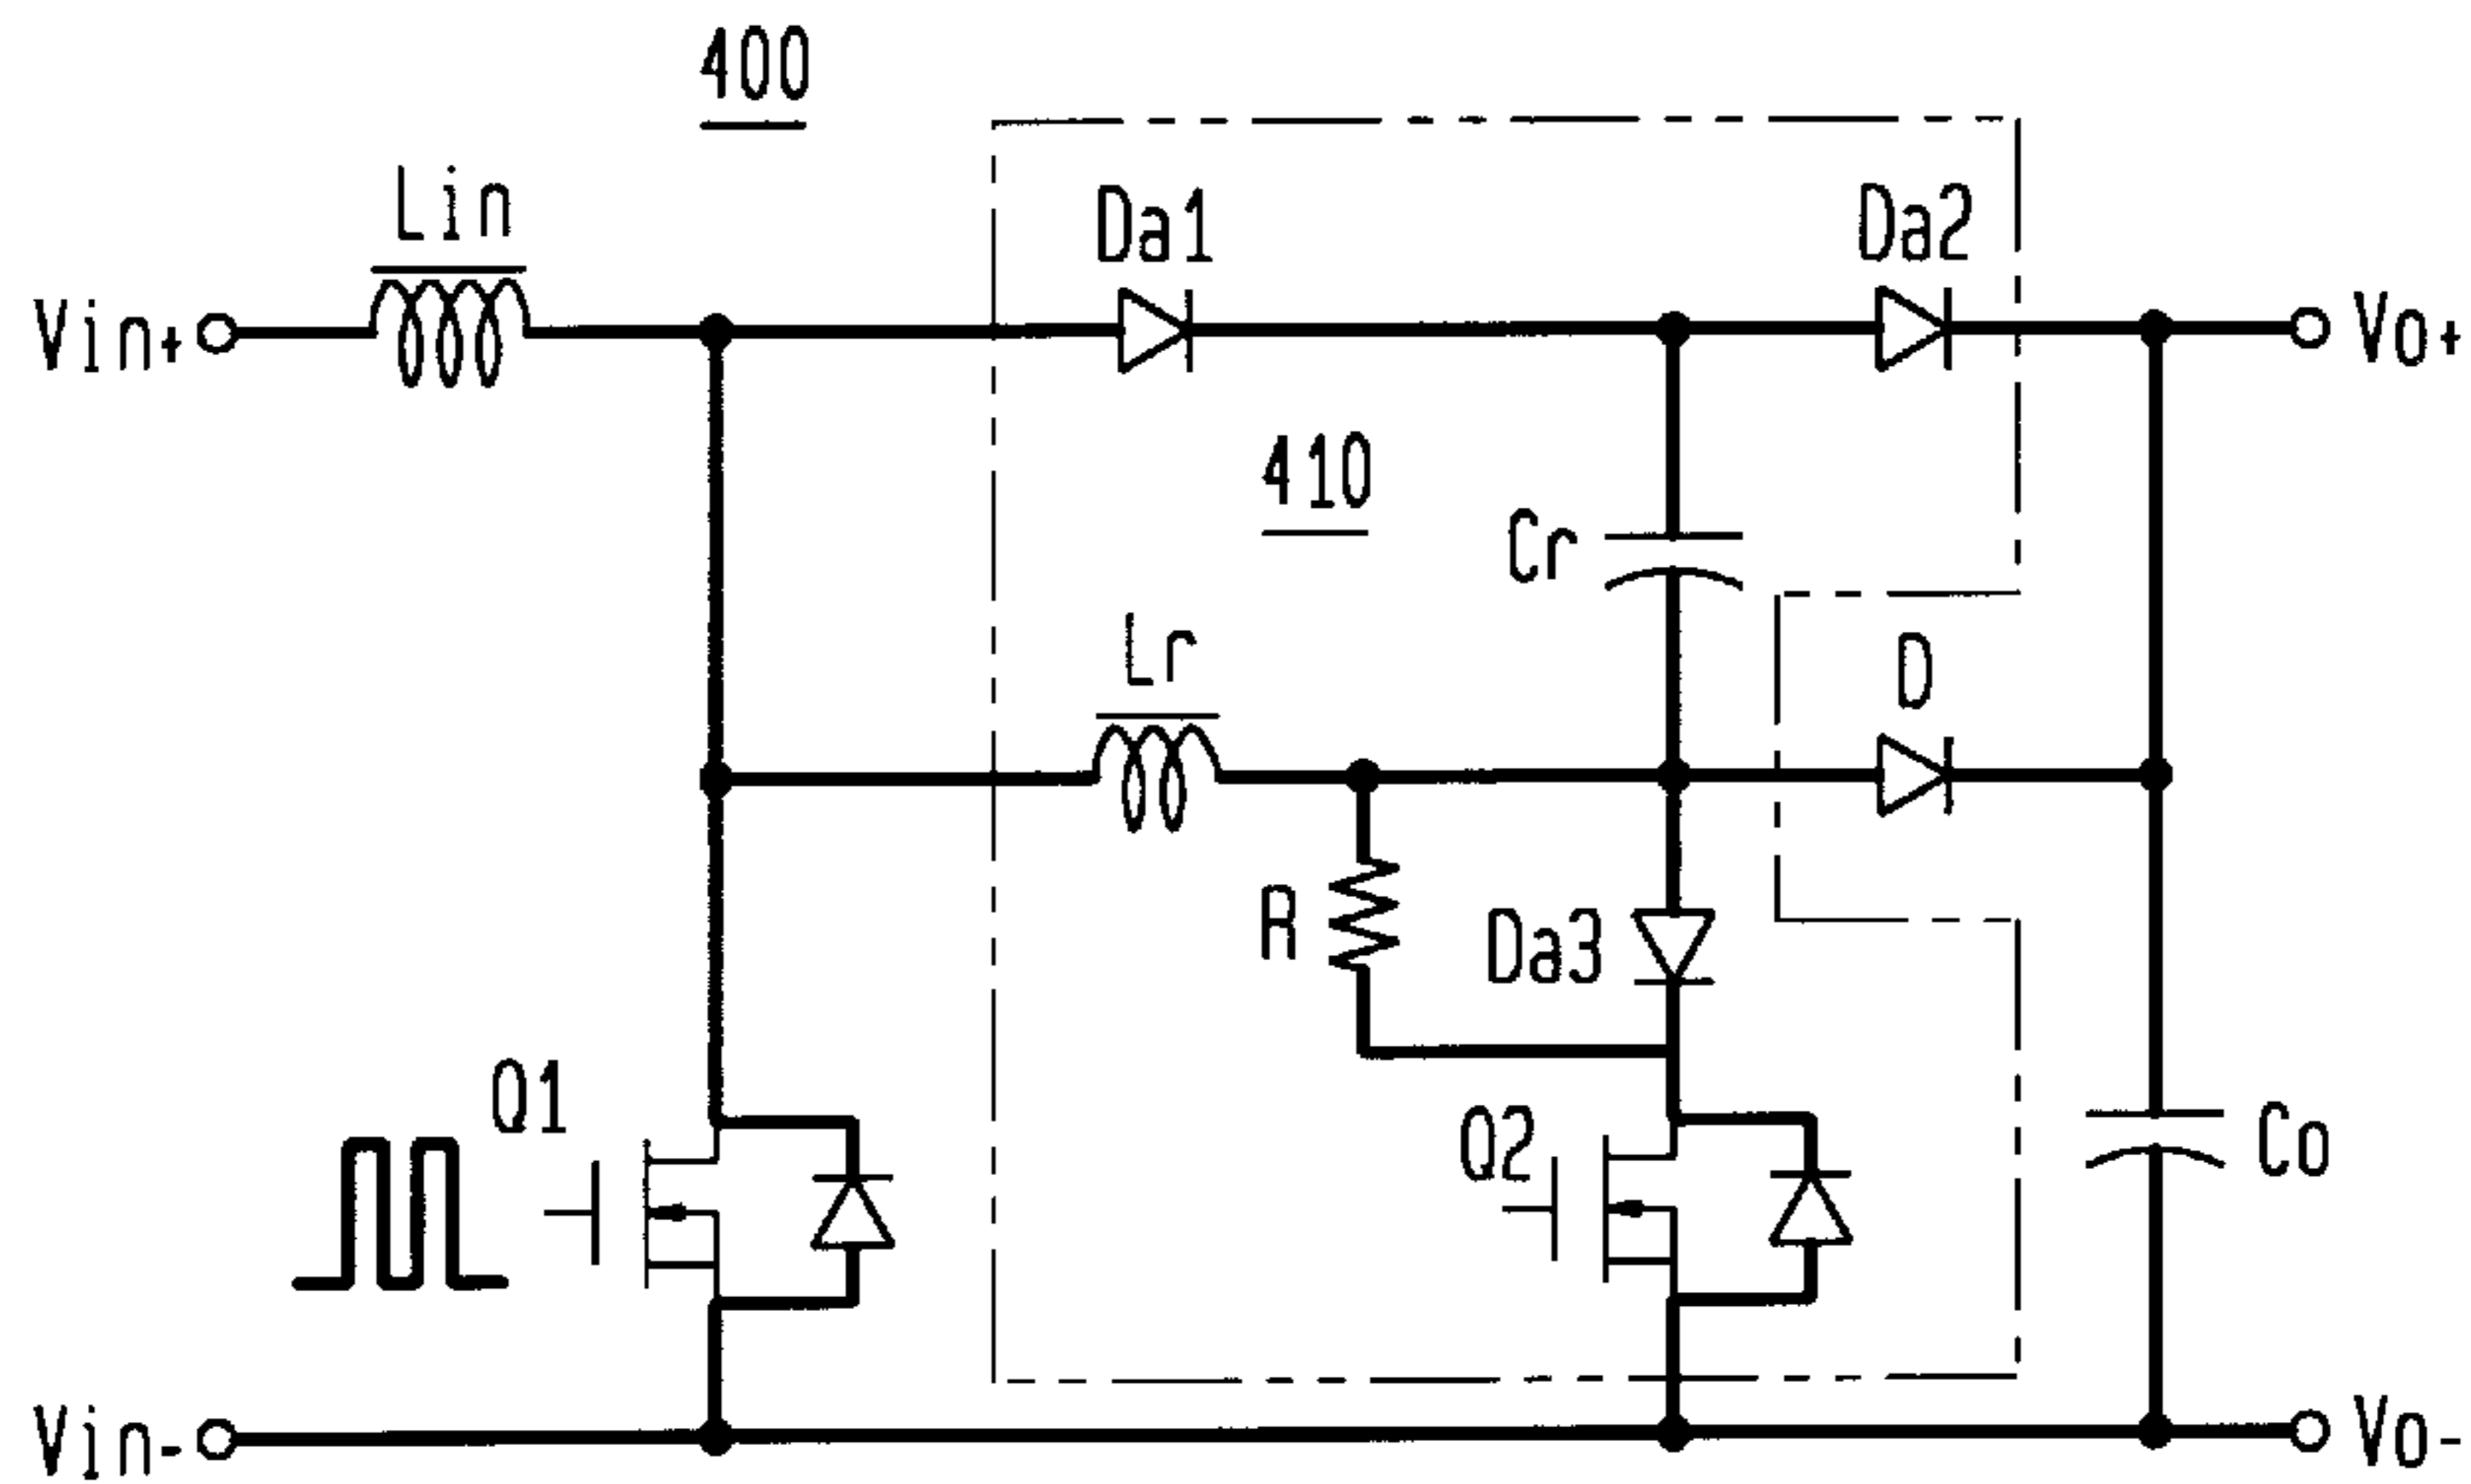 400
Lin
Da1
Da2
Vin+
Vo+
410
Cr
Lr
D
R
Da3
Q1
Q2
Co
Vin-
Vo-